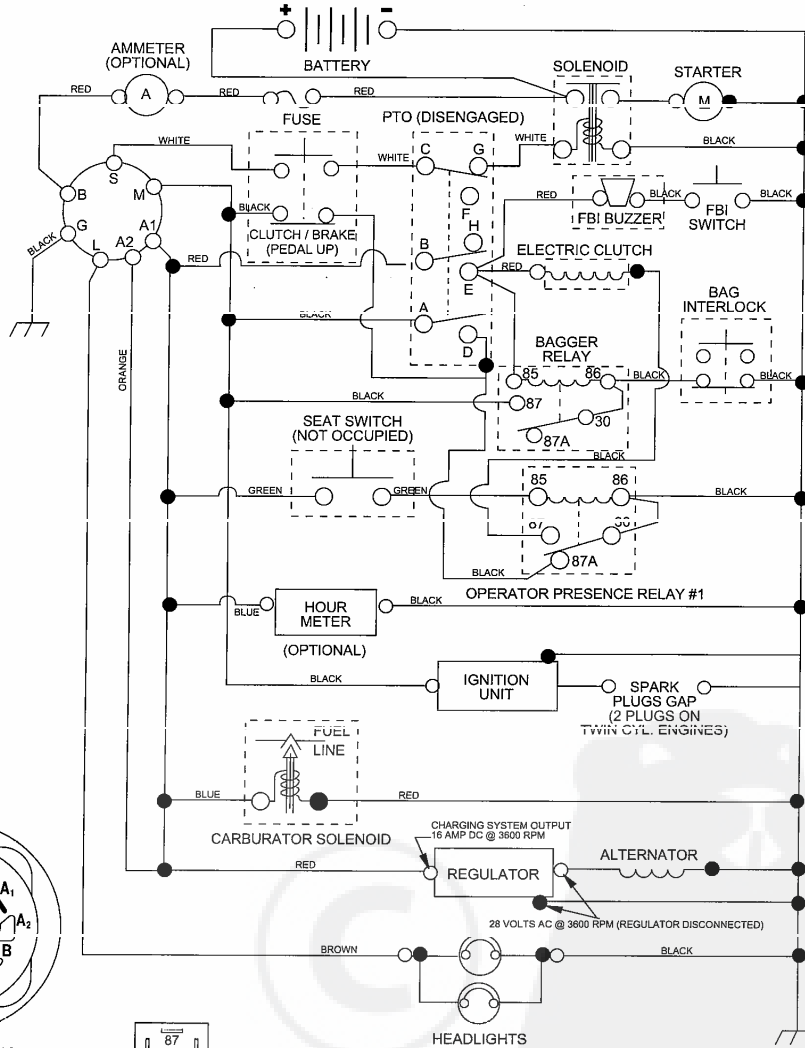 +
-
BATTERY
AMMETER
(OPTIONAL)
SOLENOID
STARTER
RED
A
RED
RED
M
FUSE
PTO (DISENGAGED)
WHITE
WHITE
C
G
WHITE
BLACK
S
B
M
G
L
A2
A1
BLACK
BLACK
CLUTCH / BRAKE
(PEDAL UP)
RED
F
H
B
E
RED
FBI BUZZER
BLACK
FBI
SWITCH
BLACK
ELECTRIC CLUTCH
RED
BAG
INTERLOCK
BLACK
A
D
ORANGE
BAGGER
RELAY
85
86
BLACK
BLACK
BLACK
87
30
87A
SEAT SWITCH
(NOT OCCUPIED)
BLACK
GREEN
GREEN
85
86
BLACK
87
30
87A
BLACK
OPERATOR PRESENCE RELAY #1
BLUE
HOUR
METER
BLACK
(OPTIONAL)
BLACK
IGNITION
UNIT
SPARK
PLUGS GAP
(2 PLUGS ON
TWIN CYL. ENGINES)
FUEL
LINE
BLUE
RED
CARBURATOR SOLENOID
CHARGING SYSTEM OUTPUT
16 AMP DC @ 3600 RPM
RED
REGULATOR
ALTERNATOR
28 VOLTS AC @ 3600 RPM (REGULATOR DISCONNECTED)
A1
A2
B
BROWN
BLACK
HEADLIGHTS
87
C